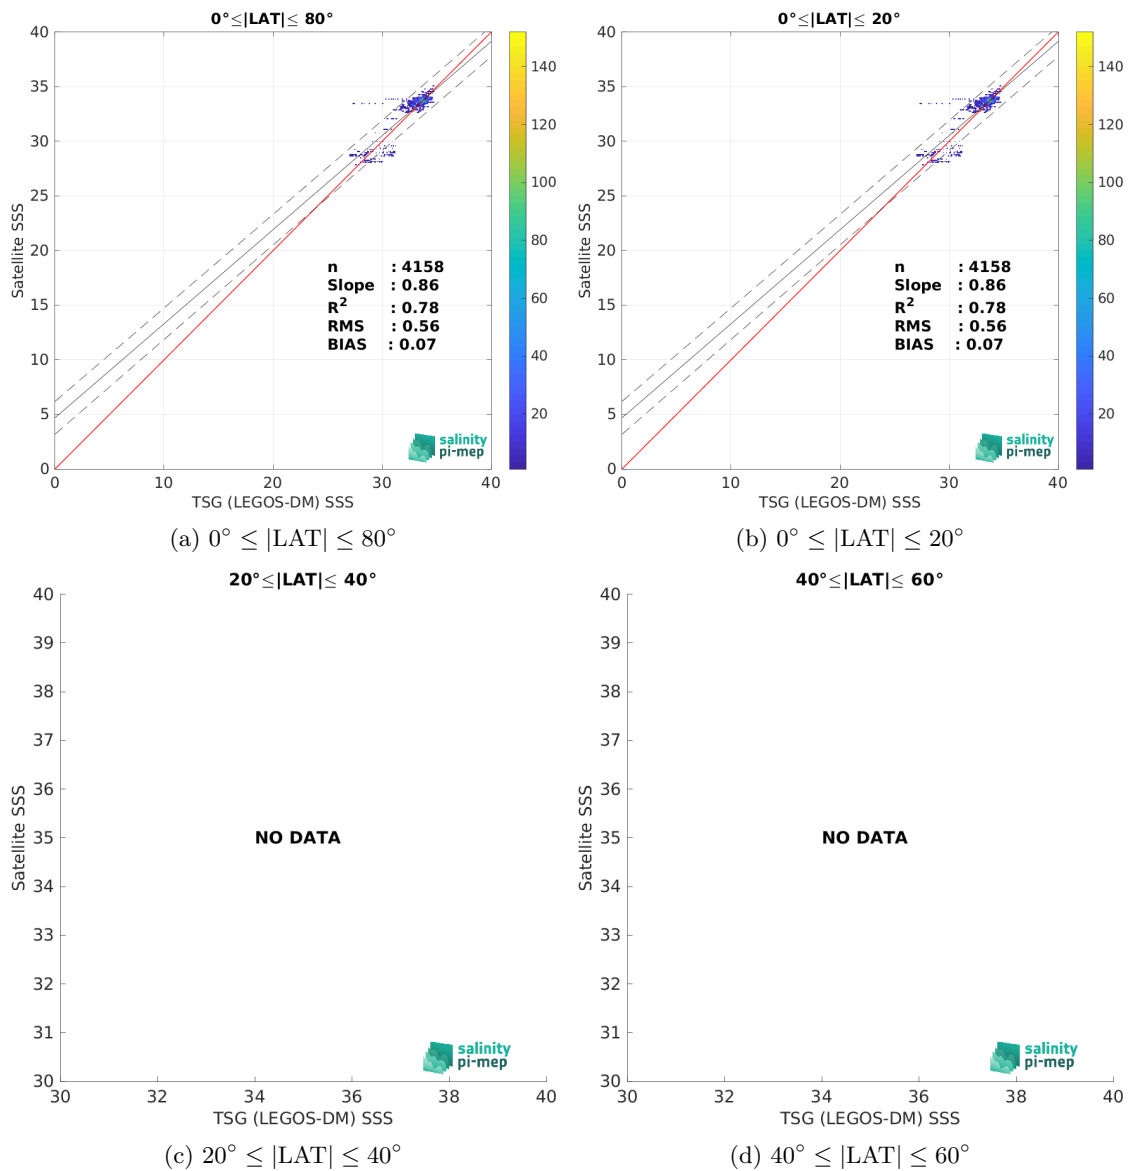 0°≤|LAT|≤ 80°
40
35
30
25
20
15
10
5
0
Satellite SSS
n : 4158
Slope : 0.86
R² : 0.78
RMS : 0.56
BIAS : 0.07
salinity
pi-mep
0 10 20 30 40
TSG (LEGOS-DM) SSS
140
120
100
80
60
40
20
(a) 0° ≤ |LAT| ≤ 80°
0°≤|LAT|≤ 20°
40
35
30
25
20
15
10
5
0
Satellite SSS
n : 4158
Slope : 0.86
R² : 0.78
RMS : 0.56
BIAS : 0.07
salinity
pi-mep
0 10 20 30 40
TSG (LEGOS-DM) SSS
140
120
100
80
60
40
20
(b) 0° ≤ |LAT| ≤ 20°
20°≤|LAT|≤ 40°
40
39
38
37
36
35
34
33
32
31
30
Satellite SSS
NO DATA
salinity
pi-mep
30 32 34 36 38 40
TSG (LEGOS-DM) SSS
(c) 20° ≤ |LAT| ≤ 40°
40°≤|LAT|≤ 60°
40
39
38
37
36
35
34
33
32
31
30
Satellite SSS
NO DATA
salinity
pi-mep
30 32 34 36 38 40
TSG (LEGOS-DM) SSS
(d) 40° ≤ |LAT| ≤ 60°